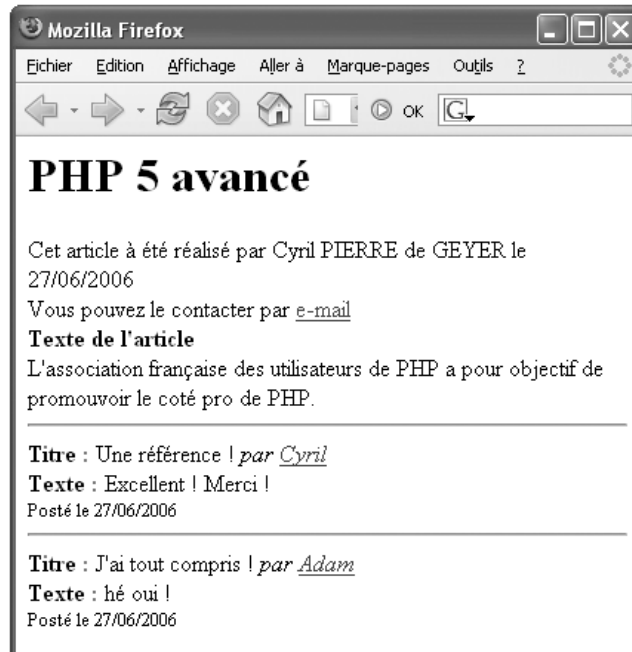 Mozilla Firefox
Fichier Edition Affichage Aller à Marque-pages Outils ?
OK G
PHP 5 avancé
Cet article à été réalisé par Cyril PIERRE de GEYER le
27/06/2006
Vous pouvez le contacter par e-mail
Texte de l'article
L'association française des utilisateurs de PHP a pour objectif de
promouvoir le coté pro de PHP.
Titre : Une référence ! par Cyril
Texte : Excellent ! Merci !
Posté le 27/06/2006
Titre : J'ai tout compris ! par Adam
Texte : hé oui !
Posté le 27/06/2006